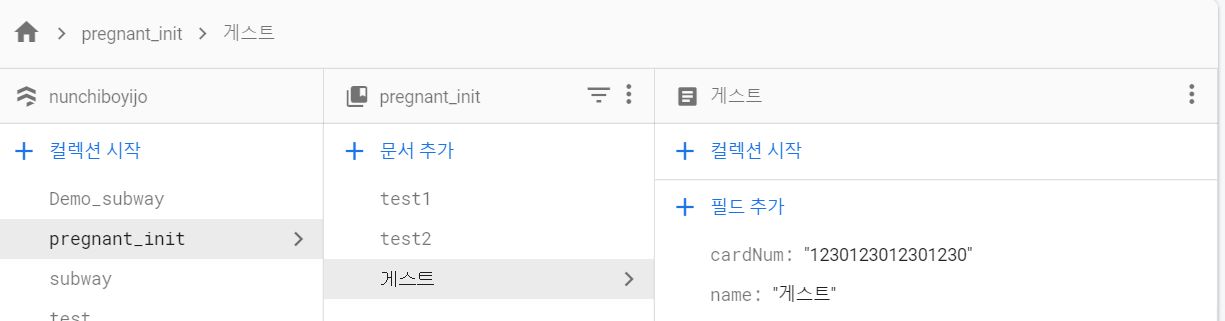 pregnant_init 게스트
nunchiboyijo
컬렉션 시작
Demo_subway
pregnant_init
subway
test
pregnant_init
문서 추가
test1
test2
게스트
게스트
컬렉션 시작
필드 추가
cardNum: "1230123012301230"
name: "게스트"